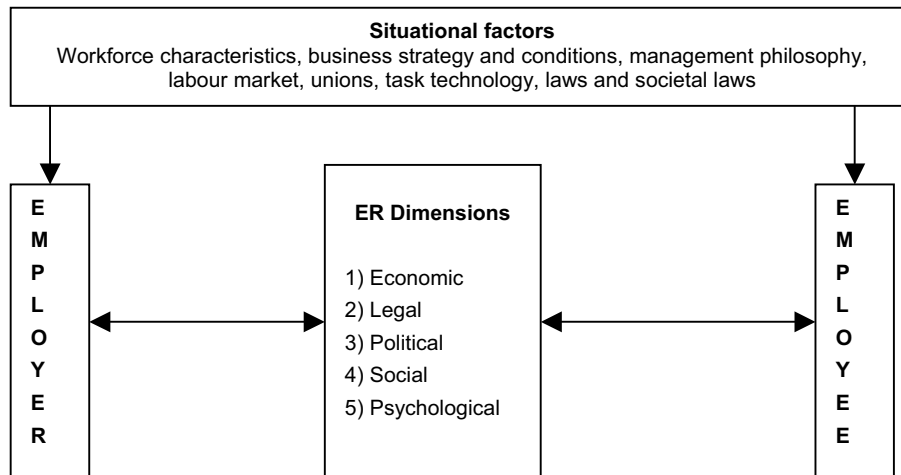 Situational factors
Workforce characteristics, business strategy and conditions, management philosophy,
labour market, unions, task technology, laws and societal laws
E
M
P
L
O
Y
E
R
ER Dimensions
1) Economic
2) Legal
3) Political
4) Social
5) Psychological
E
M
P
L
O
Y
E
E